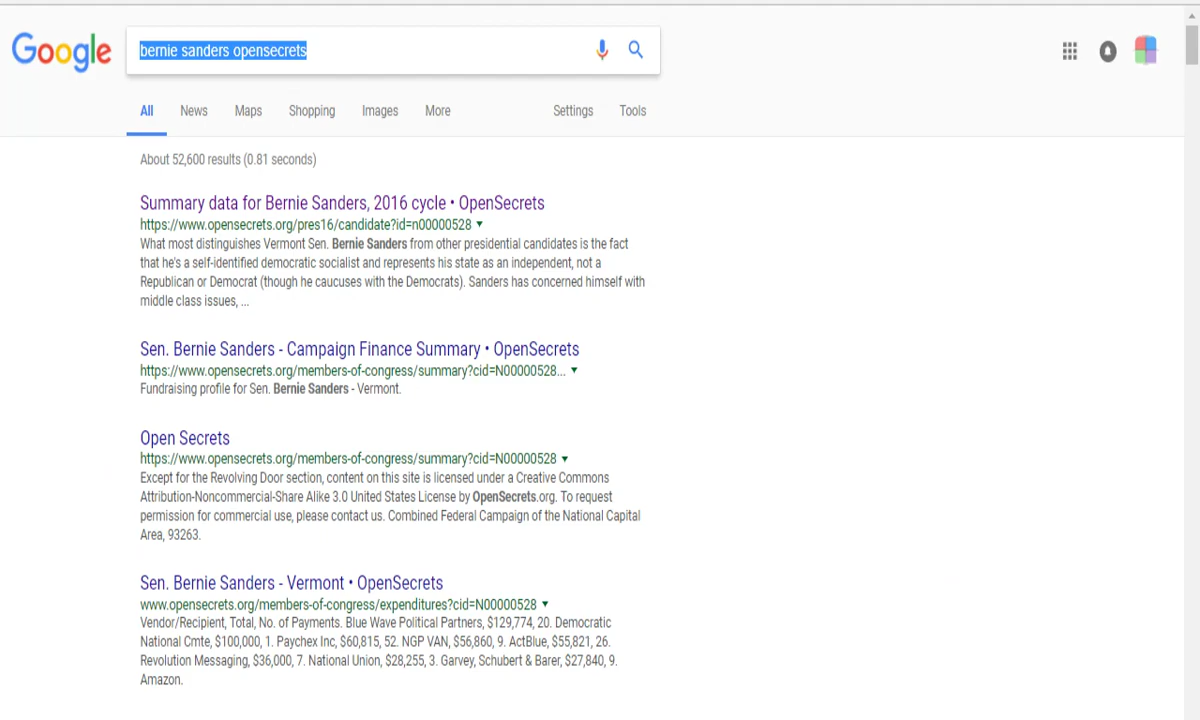 Google
bernie sanders opensecrets
All News Maps Shopping Images More Settings Tools
About 52,600 results (0.81 seconds)
Summary data for Bernie Sanders, 2016 cycle • OpenSecrets
https://www.opensecrets.org/pres16/candidate?id=n00000528
What most distinguishes Vermont Sen. Bernie Sanders from other presidential candidates is the fact
that he's a self-identified democratic socialist and represents his state as an independent, not a
Republican or Democrat (though he caucuses with the Democrats). Sanders has concerned himself with
middle class issues, ...
Sen. Bernie Sanders - Campaign Finance Summary • OpenSecrets
https://www.opensecrets.org/members-of-congress/summary?cid=N00000528...
Fundraising profile for Sen. Bernie Sanders - Vermont.
Open Secrets
https://www.opensecrets.org/members-of-congress/summary?cid=N00000528
Except for the Revolving Door section, content on this site is licensed under a Creative Commons
Attribution-Noncommercial-Share Alike 3.0 United States License by OpenSecrets.org. To request
permission for commercial use, please contact us. Combined Federal Campaign of the National Capital
Area, 93263.
Sen. Bernie Sanders - Vermont • OpenSecrets
www.opensecrets.org/members-of-congress/expenditures?cid=N00000528
Vendor/Recipient, Total, No. of Payments. Blue Wave Political Partners, $129,774, 20. Democratic
National Cmte, $100,000, 1. Paychex Inc, $60,815, 52. NGP VAN, $56,860, 9. ActBlue, $55,821, 26.
Revolution Messaging, $36,000, 7. National Union, $28,255, 3. Garvey, Schubert & Barer, $27,840, 9.
Amazon.